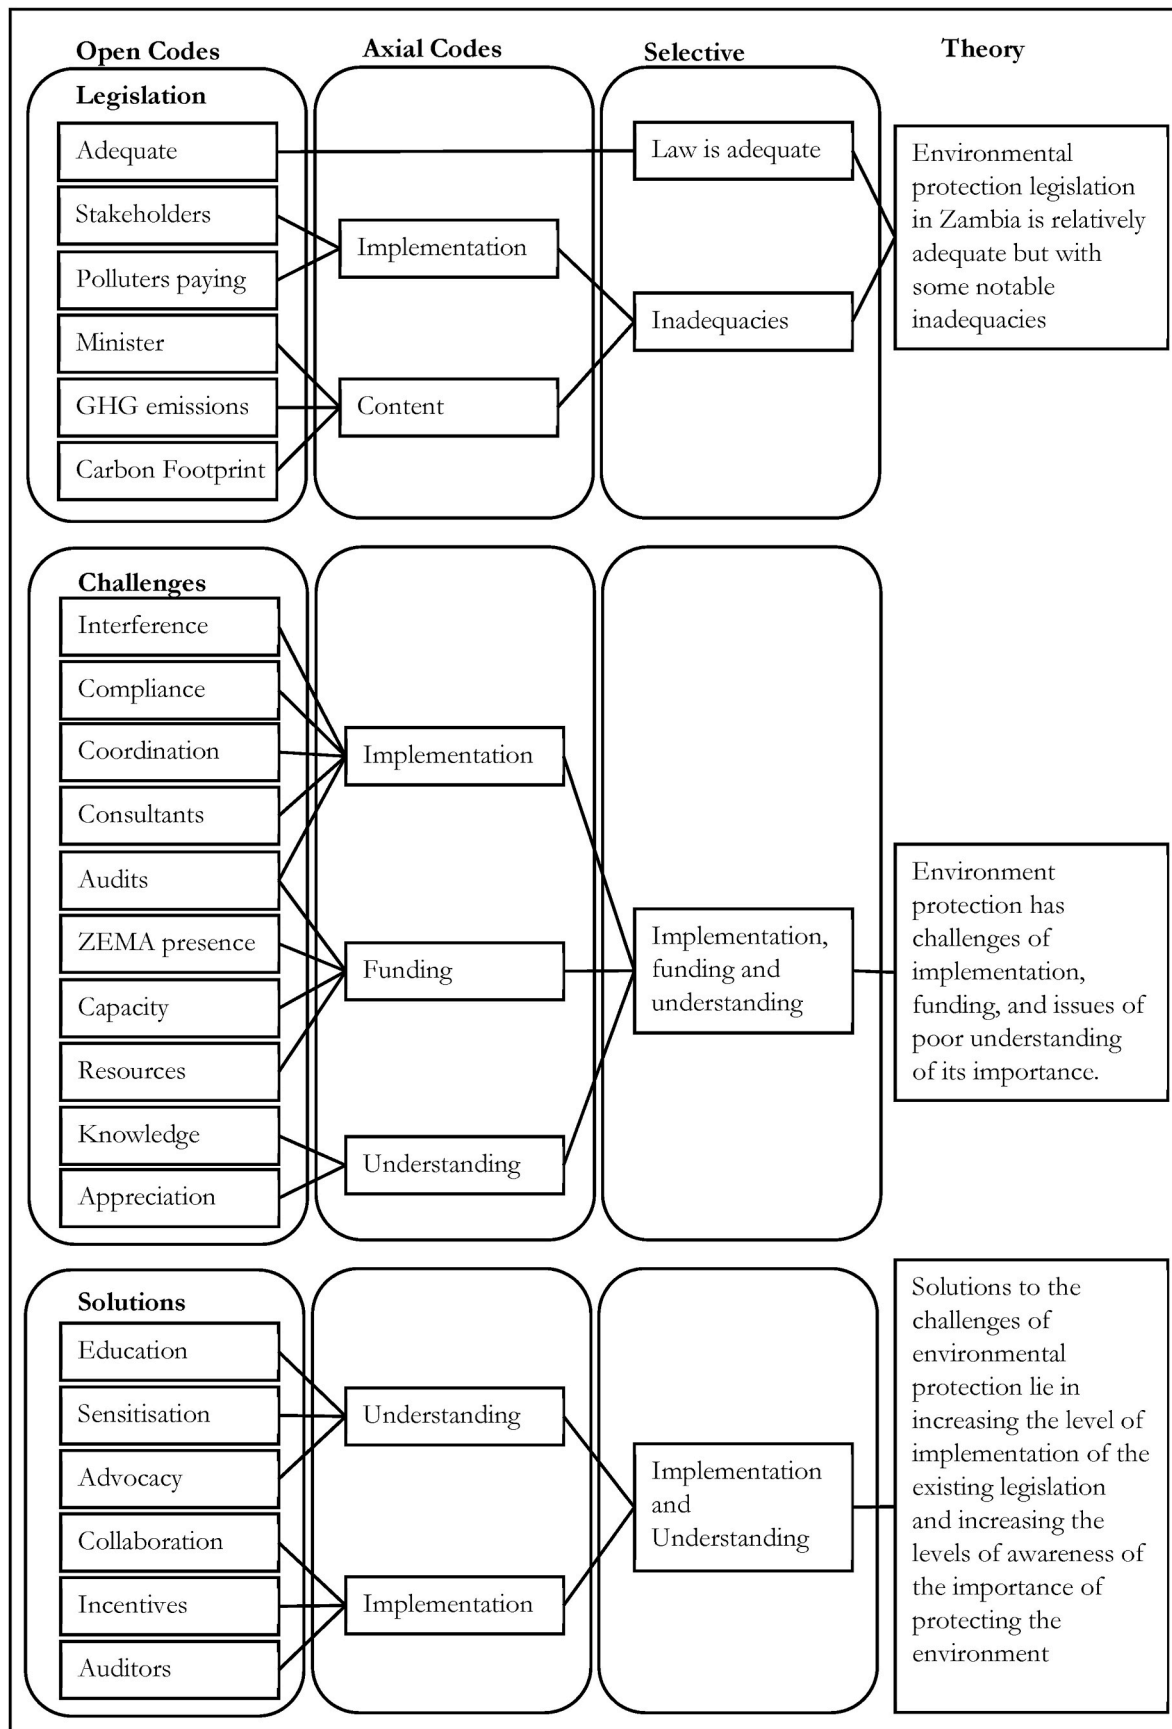 Open Codes
Axial Codes
Selective
Theory
Legislation
Adequate
Stakeholders
Polluters paying
Minister
GHG emissions
Carbon Footprint
Implementation
Content
Law is adequate
Inadequacies
Environmental
protection legislation
in Zambia is relatively
adequate but with
some notable
inadequacies
Challenges
Interference
Compliance
Coordination
Consultants
Audits
ZEMA presence
Capacity
Resources
Knowledge
Appreciation
Implementation
Funding
Understanding
Implementation,
funding and
understanding
Environment
protection has
challenges of
implementation,
funding, and issues of
poor understanding
of its importance.
Solutions
Education
Sensitisation
Advocacy
Collaboration
Incentives
Auditors
Understanding
Implementation
Implementation
and
Understanding
Solutions to the
challenges of
environmental
protection lie in
increasing the level of
implementation of the
existing legislation
and increasing the
levels of awareness of
the importance of
protecting the
environment